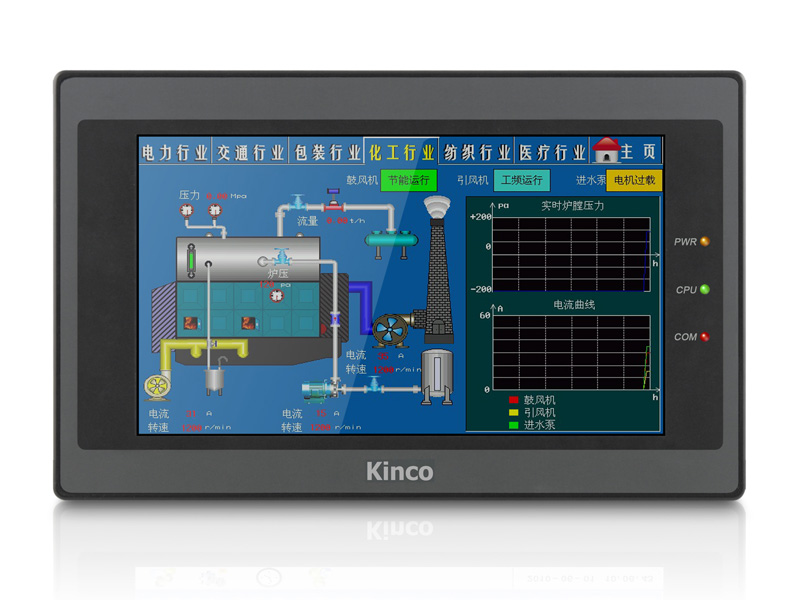 电力行业 交通行业 包装行业 化工行业 纺织行业 医疗行业 主页
鼓风机 节能运行 引风机 工频运行 进水泵 电机过载
压力 Mpa
流量 t/h
炉压
pa
电流 A
转速 r/min
电流 A
转速 r/min
电流 A
转速 r/min
pa 实时炉膛压力
+200
0
h
-200
A 电流曲线
60
0
h
鼓风机
引风机
进水泵
PWR
CPU
COM
Kinco